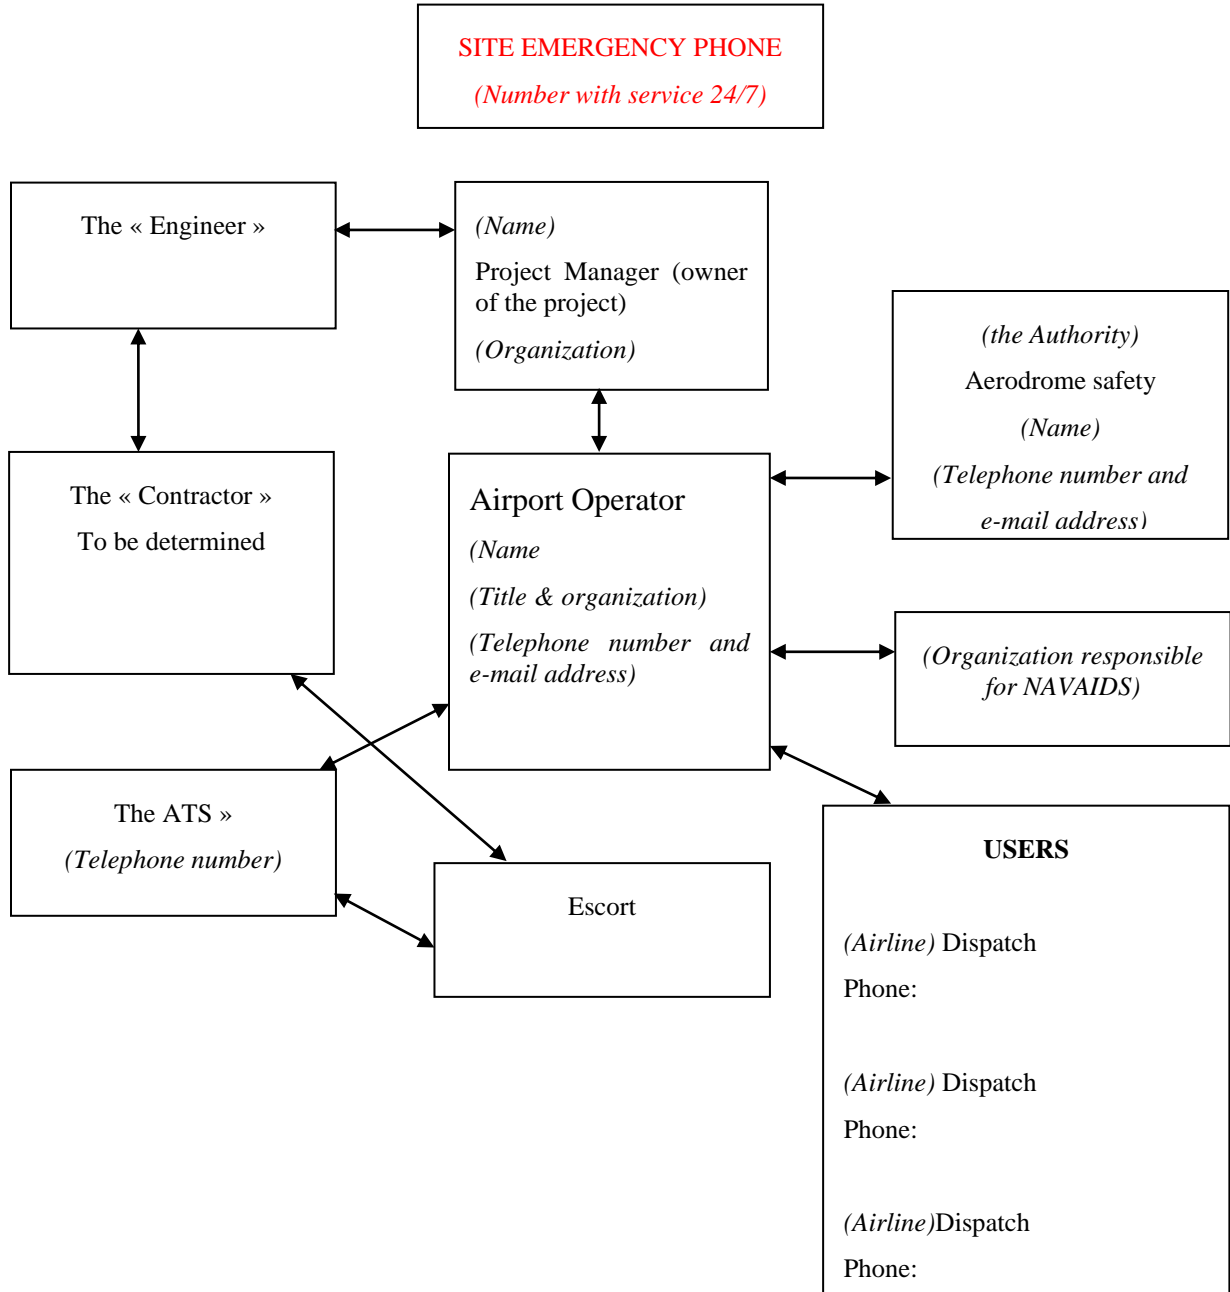 SITE EMERGENCY PHONE
(Number with service 24/7)
The « Engineer »
(Name)
Project Manager (owner
of the project)
(Organization)
(the Authority)
Aerodrome safety
(Name)
(Telephone number and
e-mail address)
The « Contractor »
To be determined
Airport Operator
(Name
(Title & organization)
(Telephone number and
e-mail address)
(Organization responsible
for NAVAIDS)
The ATS »
(Telephone number)
Escort
USERS
(Airline) Dispatch
Phone:
(Airline) Dispatch
Phone:
(Airline)Dispatch
Phone: